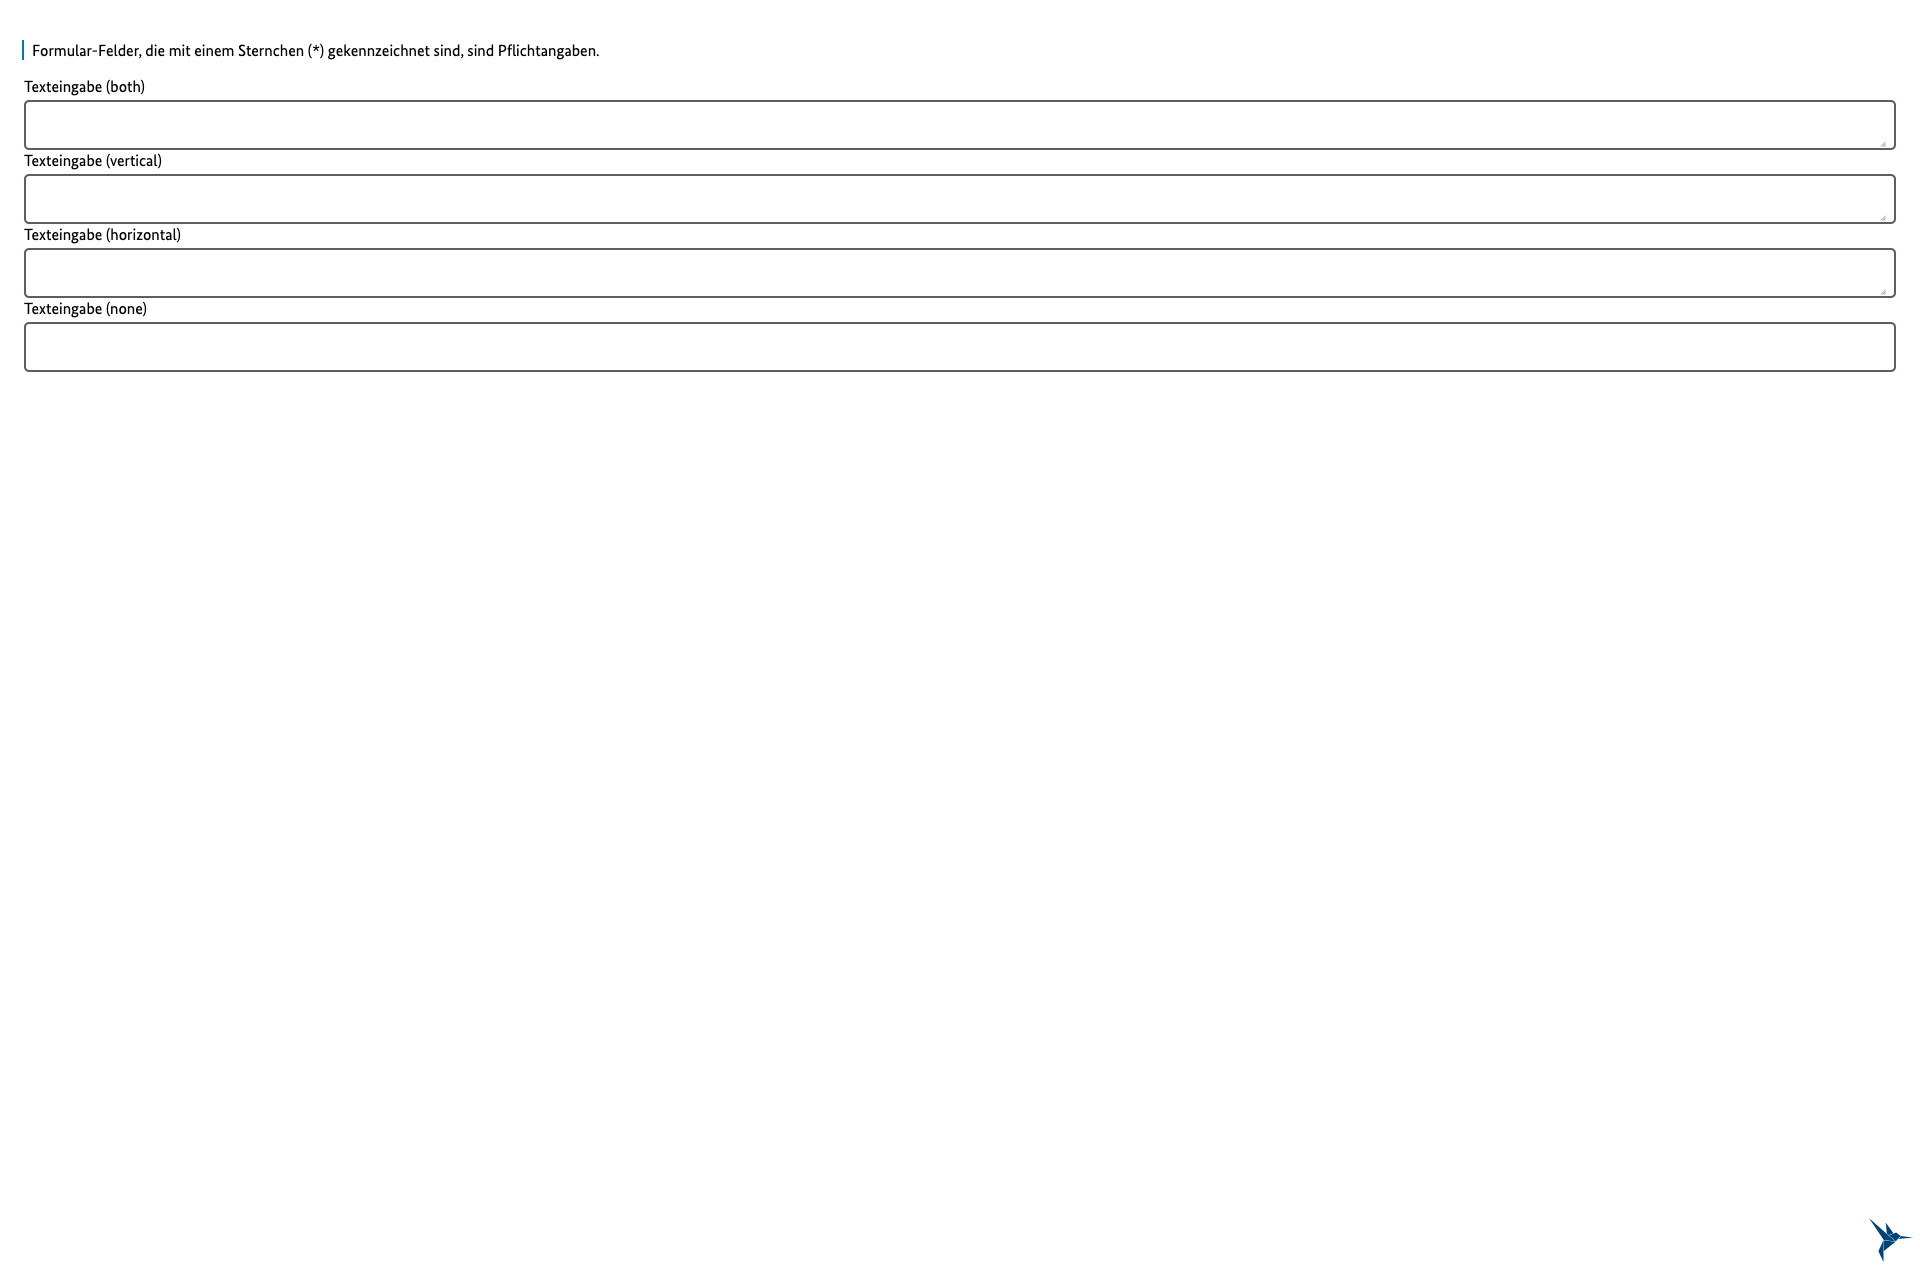 Formular-Felder, die mit einem Sternchen (*) gekennzeichnet sind, sind Pflichtangaben.
Texteingabe (both)
Texteingabe (vertical)
Texteingabe (horizontal)
Texteingabe (none)